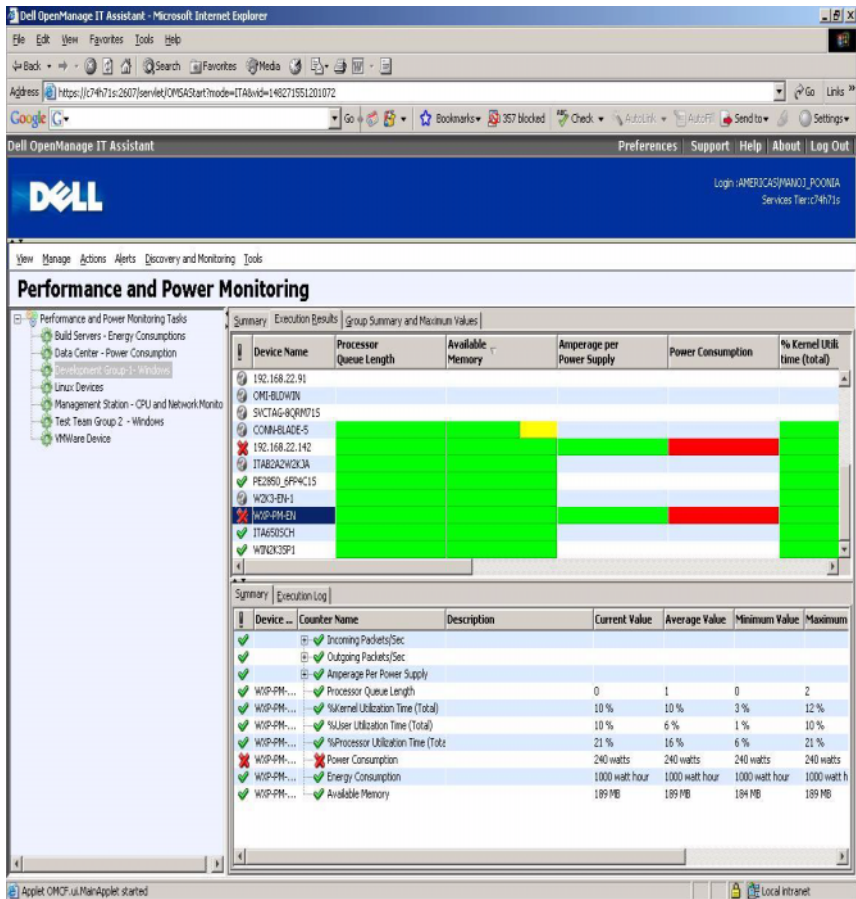 Dell OpenManage IT Assistant - Microsoft Internet Explorer
File Edit View Favorites Tools Help
Back Search Favorites Media
Address https://c74h71s:2607/servlet/OMSAStart?mode=ITA&vid=148271551201072 Go Links »
Google G Go Bookmarks 357 blocked Check AutoLink AutoFill Send to Settings
Dell OpenManage IT Assistant Preferences Support Help About Log Out
DELL
Login :AMERICAS\MANOJ_POONIA
Services Tier:c74h71s
View Manage Actions Alerts Discovery and Monitoring Tools
Performance and Power Monitoring
Performance and Power Monitoring Tasks
Build Servers - Energy Consumptions
Data Center - Power Consumption
Development Group-1- Windows
Linux Devices
Management Station - CPU and Network Monito
Test Team Group 2 - Windows
VMWare Device
Summary Execution Results Group Summary and Maximum Values
! Device Name Processor Queue Length Available Memory Amperage per Power Supply Power Consumption % Kernel Utili time (total)
192.168.22.91
OMI-BLDWIN
SVCTAG-8QRM71S
CONN-BLADE-5
192.168.22.142
ITAB2A2W2KJA
PE2850_6FP4C15
W2K3-EN-1
WXP-PM-EN
ITA650SCH
WIN2K3SP1
Summary Execution Log
! Device ... Counter Name Description Current Value Average Value Minimum Value Maximum
Incoming Packets/Sec
Outgoing Packets/Sec
Amperage Per Power Supply
WXP-PM-... Processor Queue Length 0 1 0 2
WXP-PM-... %Kernel Utilization Time (Total) 10 % 10 % 3 % 12 %
WXP-PM-... %User Utilization Time (Total) 10 % 6 % 1 % 10 %
WXP-PM-... %Processor Utilization Time (Tota 21 % 16 % 6 % 21 %
WXP-PM-... Power Consumption 240 watts 240 watts 240 watts 240 watts
WXP-PM-... Energy Consumption 1000 watt hour 1000 watt hour 1000 watt hour 1000 watt h
WXP-PM-... Available Memory 189 MB 189 MB 184 MB 189 MB
Applet OMCF.ui.MainApplet started Local intranet